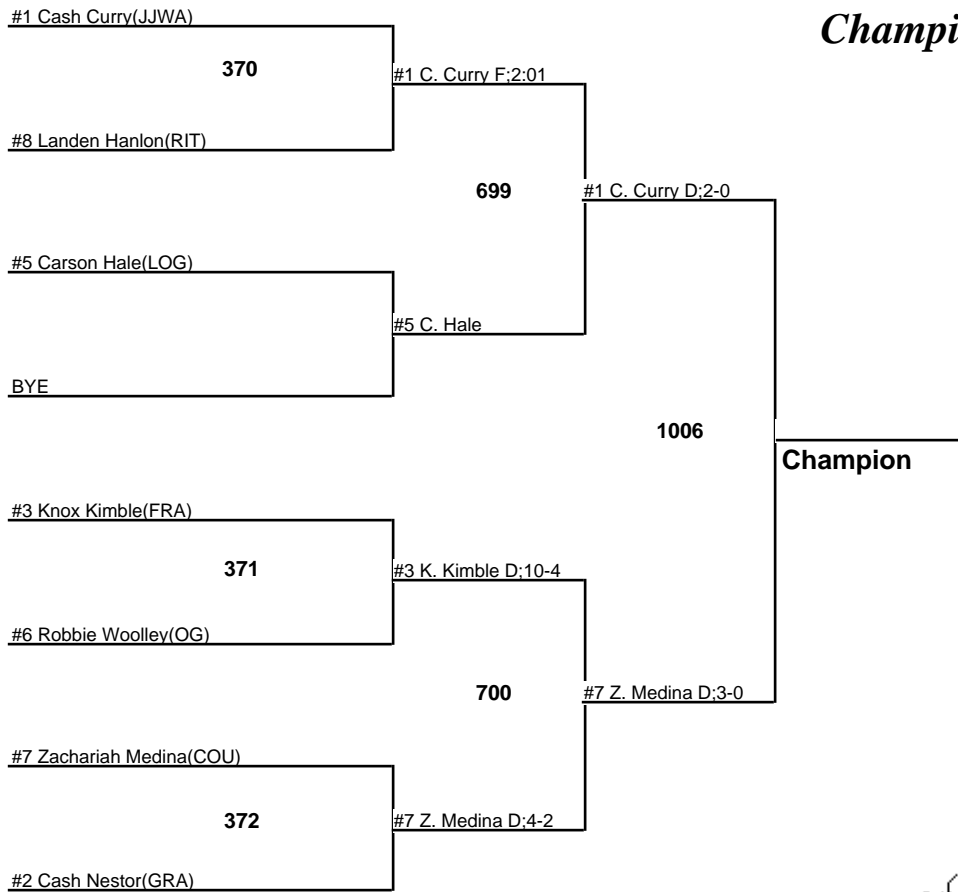 #1 Cash Curry(JJWA)
Champi
370
#1 C. Curry F;2:01
#8 Landen Hanlon(RIT)
699
#1 C. Curry D;2-0
#5 Carson Hale(LOG)
#5 C. Hale
BYE
1006
Champion
#3 Knox Kimble(FRA)
371
#3 K. Kimble D;10-4
#6 Robbie Woolley(OG)
700
#7 Z. Medina D;3-0
#7 Zachariah Medina(COU)
372
#7 Z. Medina D;4-2
#2 Cash Nestor(GRA)